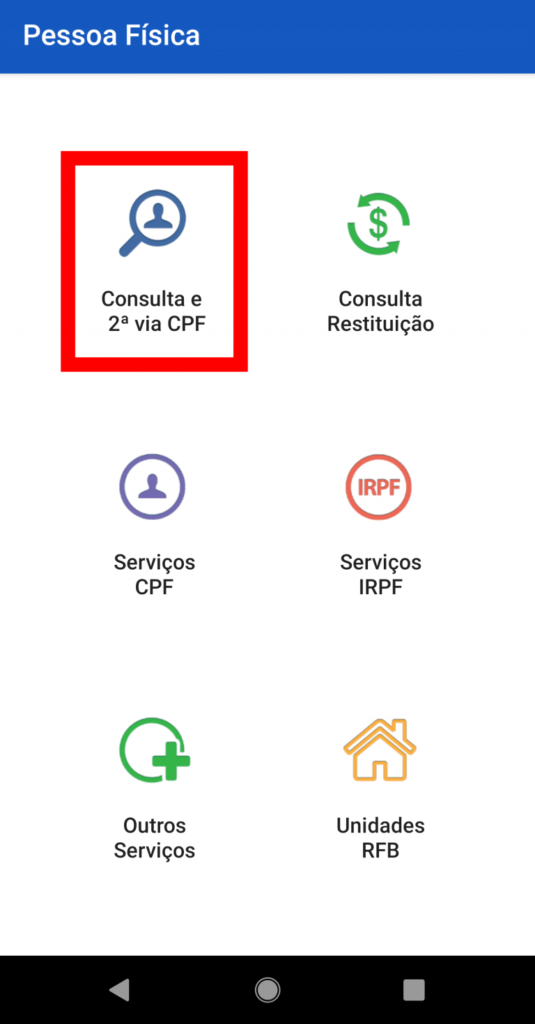 Pessoa Física
Consulta e
2ª via CPF
$
Consulta
Restituição
Serviços
CPF
IRPF
Serviços
IRPF
Outros
Serviços
Unidades
RFB